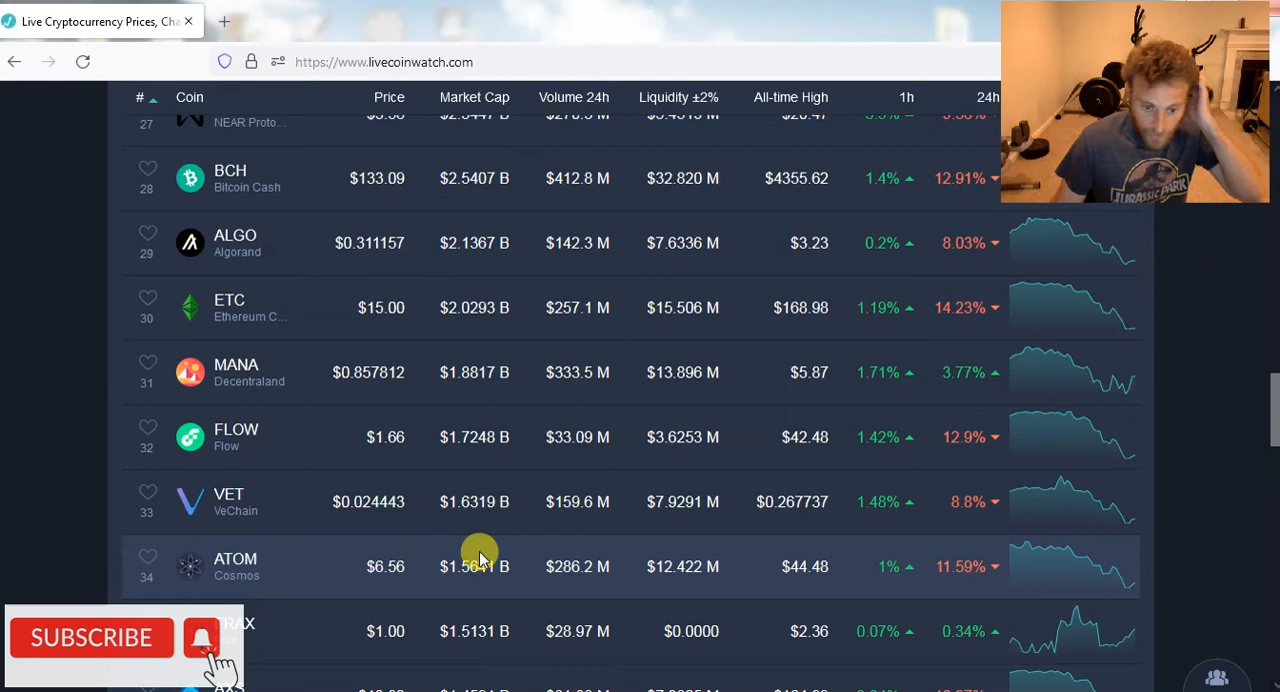 Live Cryptocurrency Prices, Cha
https://www.livecoinwatch.com
# Coin Price Market Cap Volume 24h Liquidity ±2% All-time High 1h 24h
27 NEAR Proto...
28 BCH Bitcoin Cash $133.09 $2.5407 B $412.8 M $32.820 M $4355.62 1.4% 12.91%
29 ALGO Algorand $0.311157 $2.1367 B $142.3 M $7.6336 M $3.23 0.2% 8.03%
30 ETC Ethereum C... $15.00 $2.0293 B $257.1 M $15.506 M $168.98 1.19% 14.23%
31 MANA Decentraland $0.857812 $1.8817 B $333.5 M $13.896 M $5.87 1.71% 3.77%
32 FLOW Flow $1.66 $1.7248 B $33.09 M $3.6253 M $42.48 1.42% 12.9%
33 VET VeChain $0.024443 $1.6319 B $159.6 M $7.9291 M $0.267737 1.48% 8.8%
34 ATOM Cosmos $6.56 B $286.2 M $12.422 M $44.48 1% 11.59%
FRAX $1.00 $1.5131 B $28.97 M $0.0000 $2.36 0.07% 0.34%
AXS
SUBSCRIBE
JURASSIC PARK